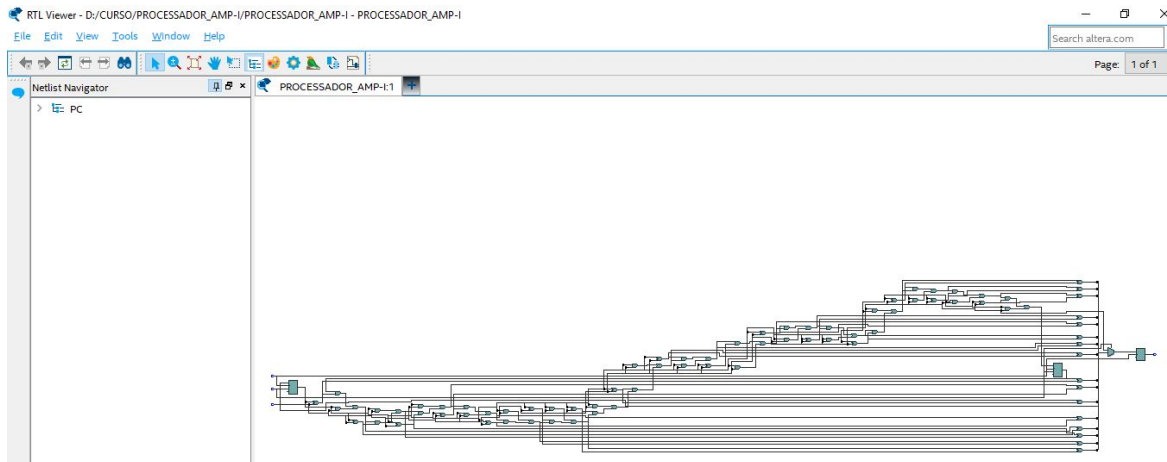 RTL Viewer - D:/CURSO/PROCESSADOR_AMP-I/PROCESSADOR_AMP-I - PROCESSADOR_AMP-I
File Edit View Tools Window Help
Search altera.com
Page: 1 of 1
Netlist Navigator
PROCESSADOR_AMP-I:1
PC